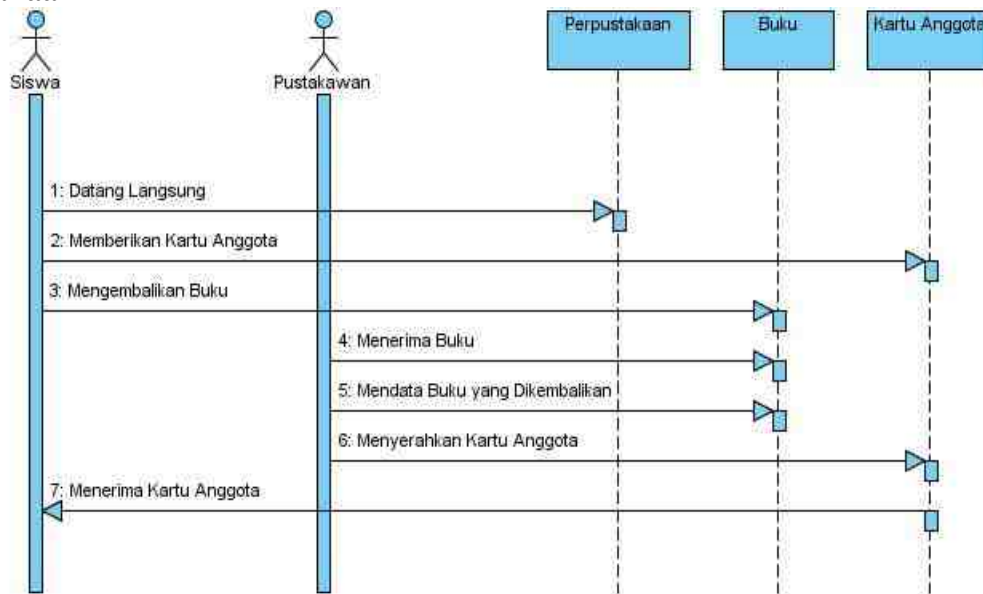 Siswa
Pustakawan
Perpustakaan
Buku
Kartu Anggota
1: Datang Langsung
2: Memberikan Kartu Anggota
3: Mengembalikan Buku
4: Menerima Buku
5: Mendata Buku yang Dikembalikan
6: Menyerahkan Kartu Anggota
7: Menerima Kartu Anggota